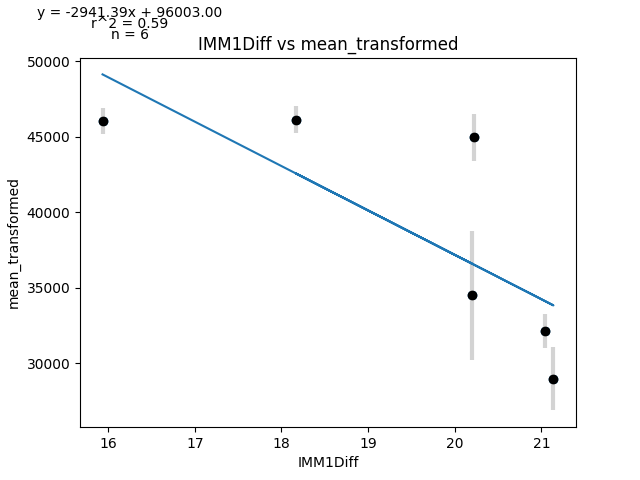 y = -2941.39x + 96003.00
r^2 = 0.59
n = 6
IMM1Diff vs mean_transformed
50000
45000
40000
35000
30000
mean_transformed
16 17 18 19 20 21
IMM1Diff